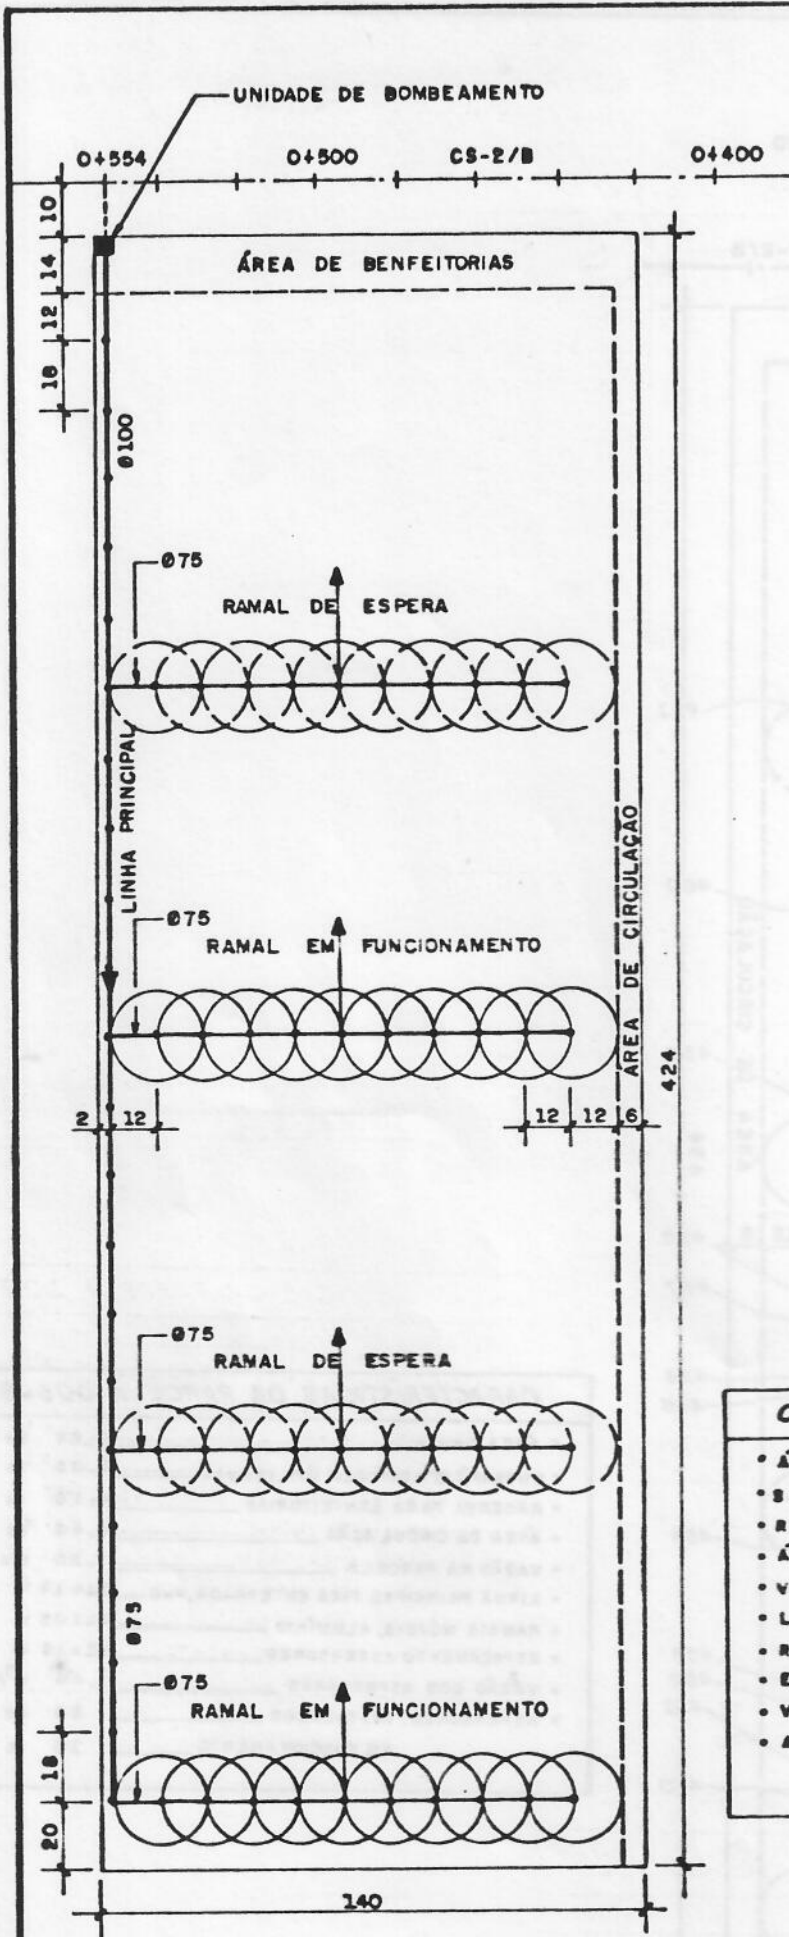 UNIDADE DE BOMBEAMENTO
0+554 0+500 CS-2/B 0+400
10
14
ÁREA DE BENFEITORIAS
12
18
Ø100
Ø75
RAMAL DE ESPERA
LINHA PRINCIPAL
Ø75
RAMAL EM FUNCIONAMENTO
ÁREA DE CIRCULAÇÃO
424
2 12 12 12 6
Ø75
RAMAL DE ESPERA
Ø75
Ø75
RAMAL EM FUNCIONAMENTO
18
20
140
C
• Á
• S
• R
• Á
• V
• L
• R
• E
• V